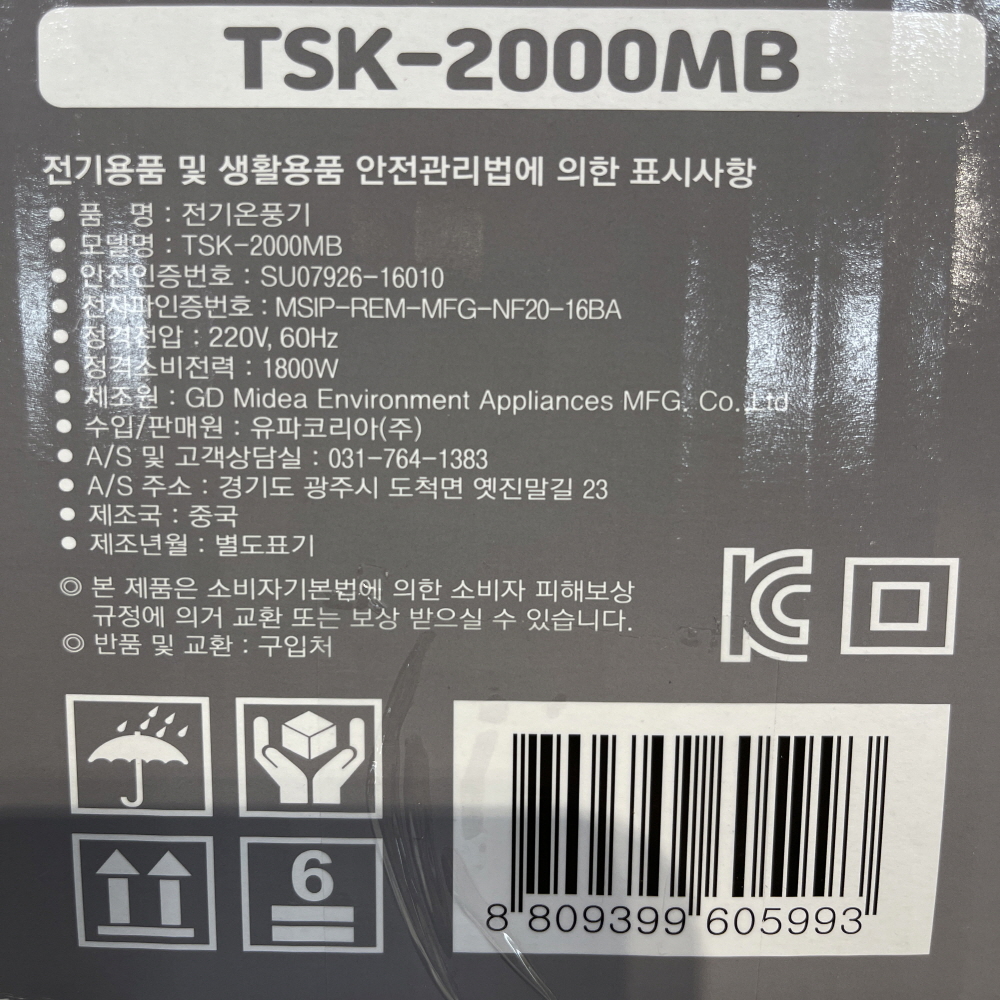 TSK-2000MB
전기용품 및 생활용품 안전관리법에 의한 표시사항
● 품 명 : 전기온풍기
● 모델명 : TSK-2000MB
● 안전인증번호 : SU07926-16010
● 전자파인증번호 : MSIP-REM-MFG-NF20-16BA
● 정격전압 : 220V, 60Hz
● 정격소비전력 : 1800W
● 제조원 : GD Midea Environment Appliances MFG. Co.,Ltd
● 수입/판매원 : 유파코리아(주)
● A/S 및 고객상담실 : 031-764-1383
● A/S 주소 : 경기도 광주시 도척면 옛진말길 23
● 제조국 : 중국
● 제조년월 : 별도표기
◎ 본 제품은 소비자기본법에 의한 소비자 피해보상
규정에 의거 교환 또는 보상 받으실 수 있습니다.
◎ 반품 및 교환 : 구입처
6
8 809399 605993